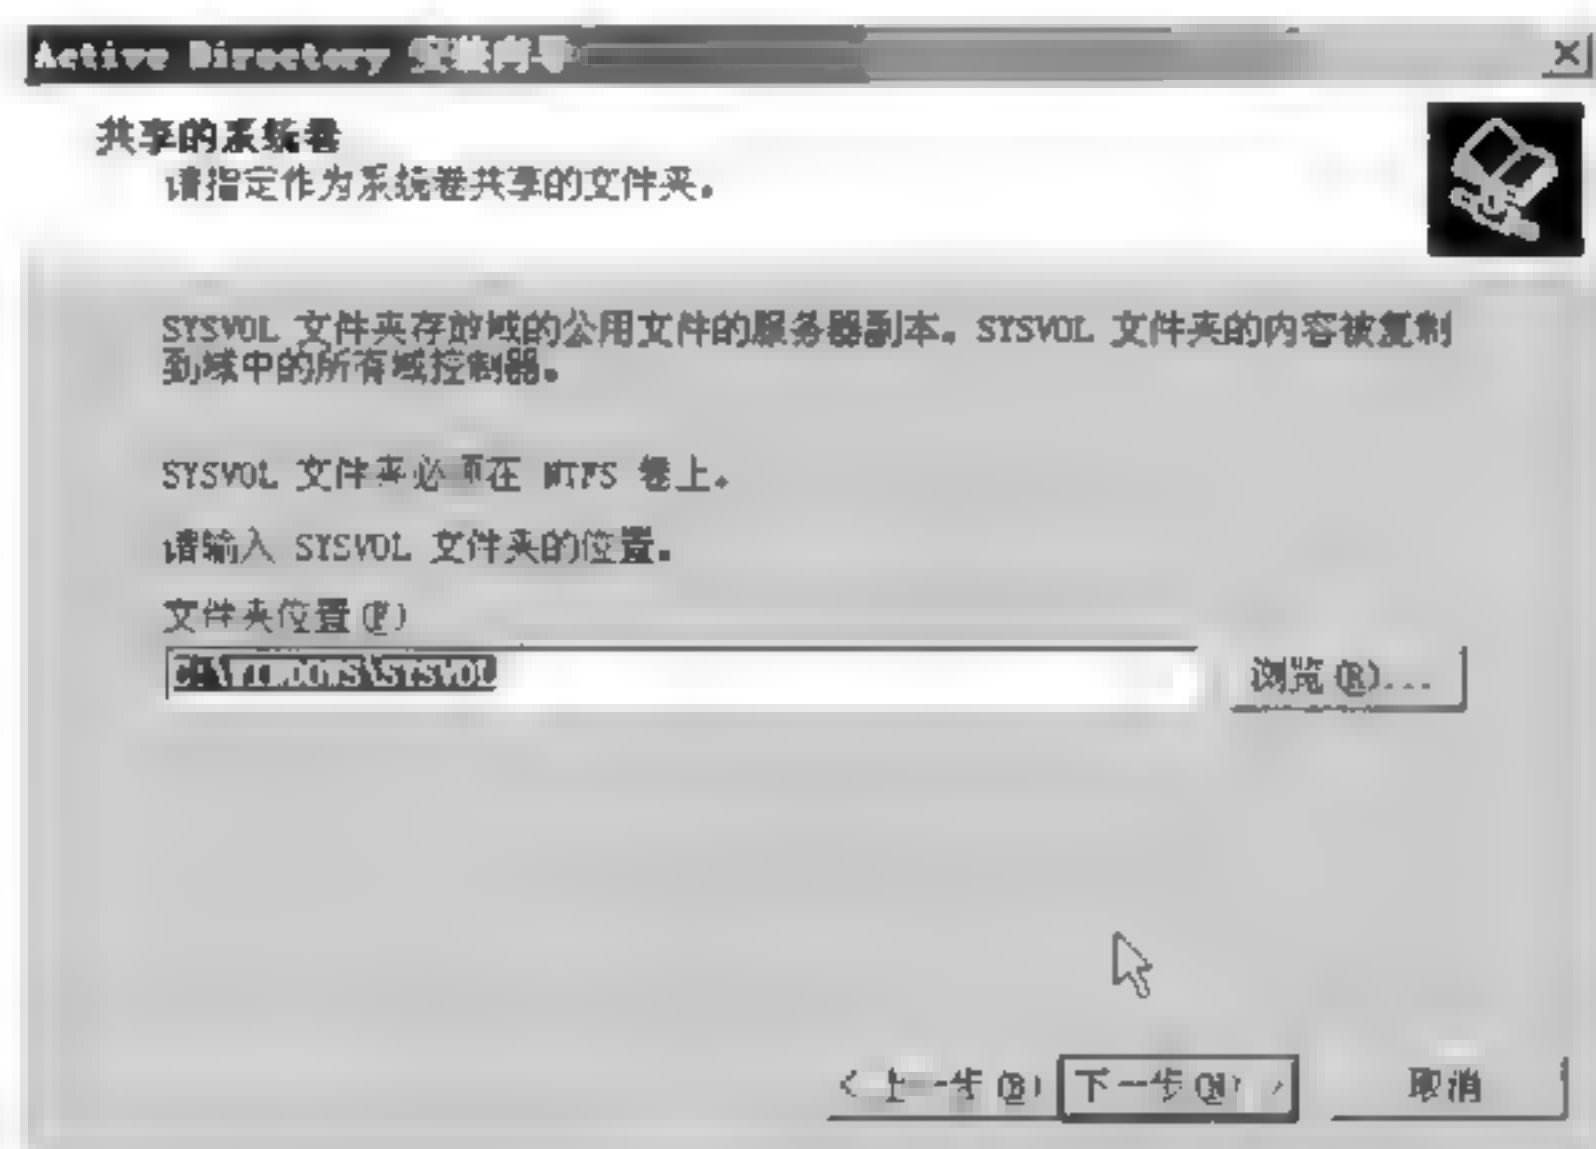 Active Directory 安装向导
共享的系统卷
请指定作为系统卷共享的文件夹。
SYSVOL 文件夹存放域的公用文件的服务器副本。SYSVOL 文件夹的内容被复制
到域中的所有域控制器。
SYSVOL 文件夹必须在 NTFS 卷上。
请输入 SYSVOL 文件夹的位置。
文件夹位置(F)
C:\WINDOWS\SYSVOL
浏览(R)...
< 上一步(B) 下一步(N) > 取消